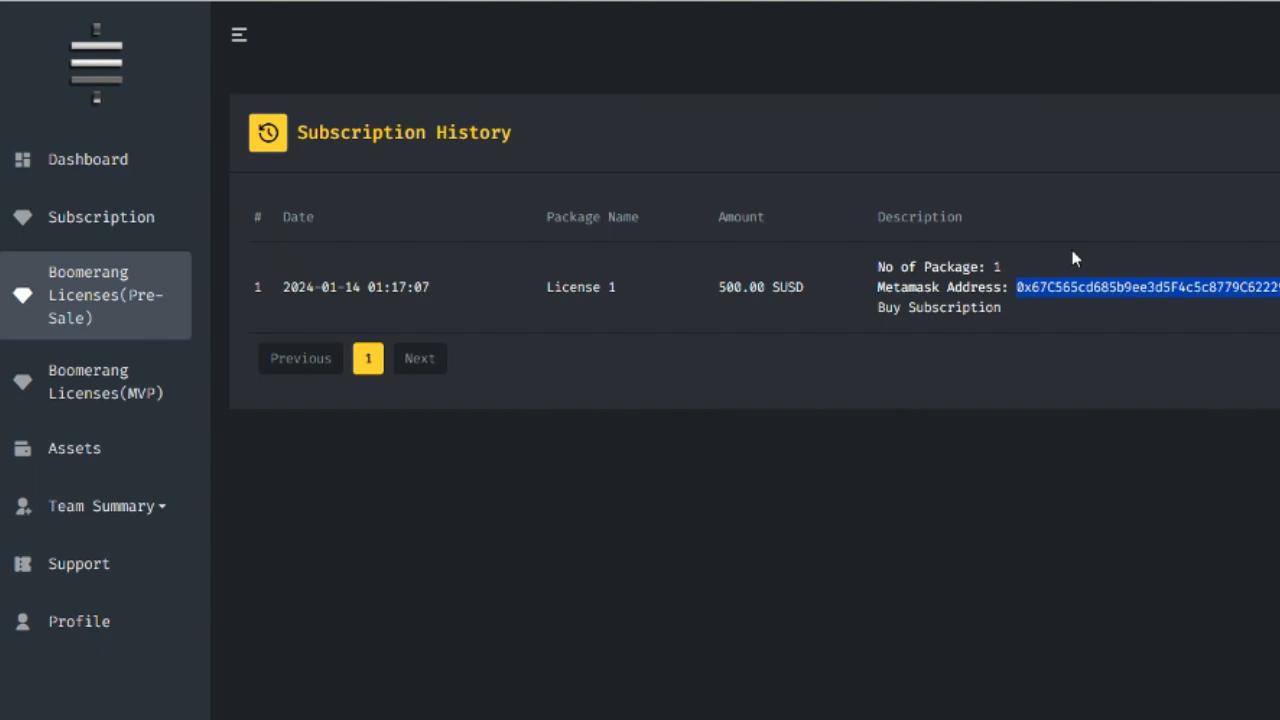 Dashboard
Subscription
Boomerang
Licenses(Pre-
Sale)
Boomerang
Licenses(MVP)
Assets
Team Summary
Support
Profile
Subscription History
# Date Package Name Amount Description
1 2024-01-14 01:17:07 License 1 500.00 SUSD
No of Package: 1
Metamask Address: 0x67C565cd685b9ee3d5F4c5c8779C6222
Buy Subscription
Previous 1 Next